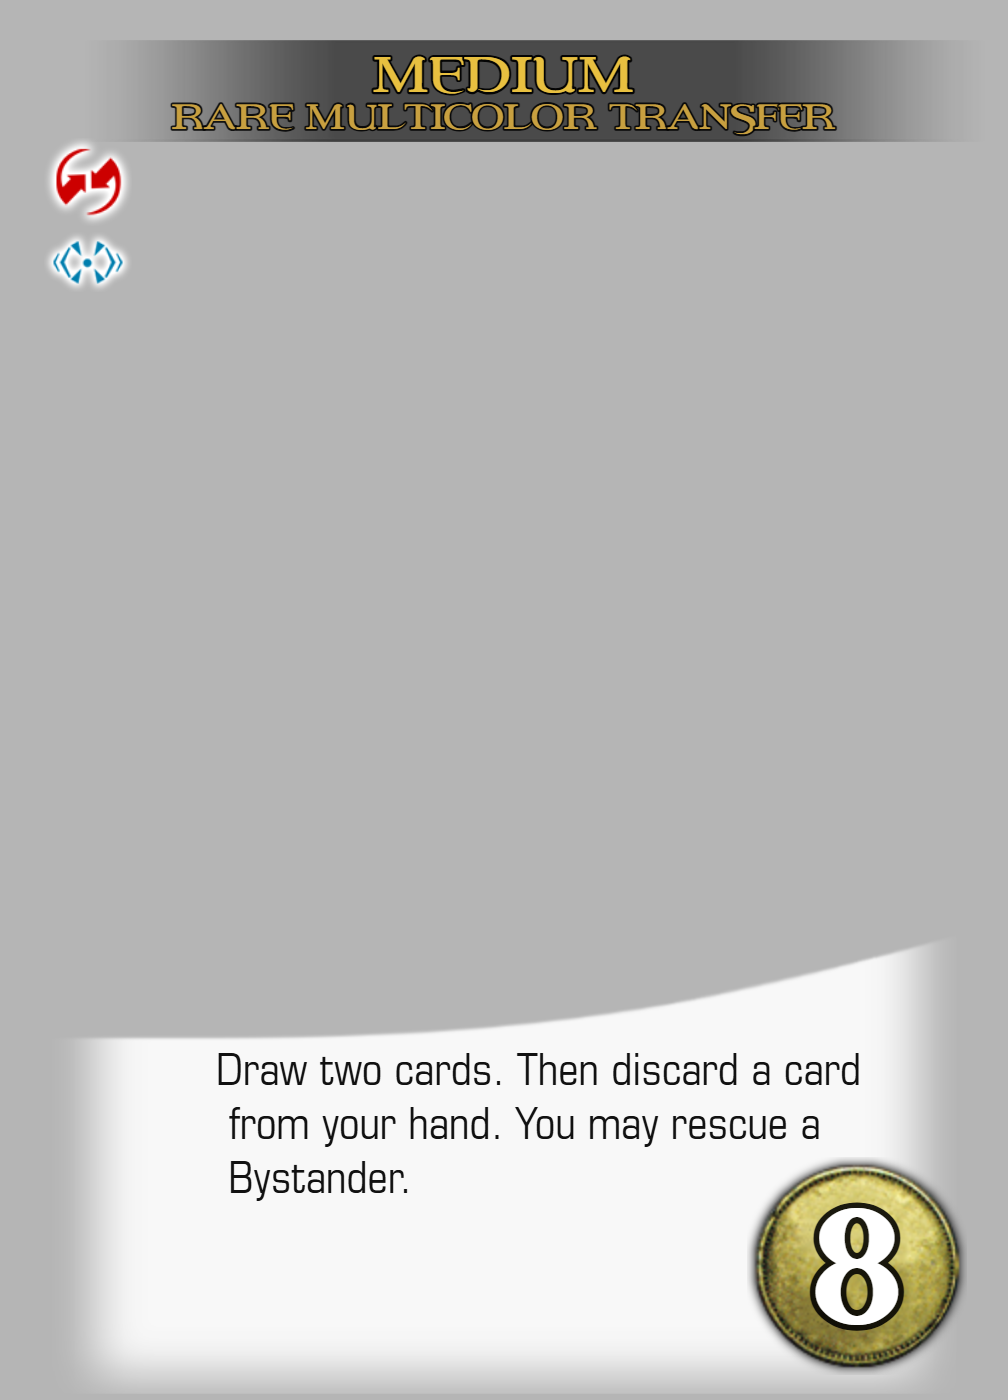 MEDIUM
RARE MULTICOLOR TRANSFER
Draw two cards. Then discard a card
from your hand. You may rescue a
Bystander.
8